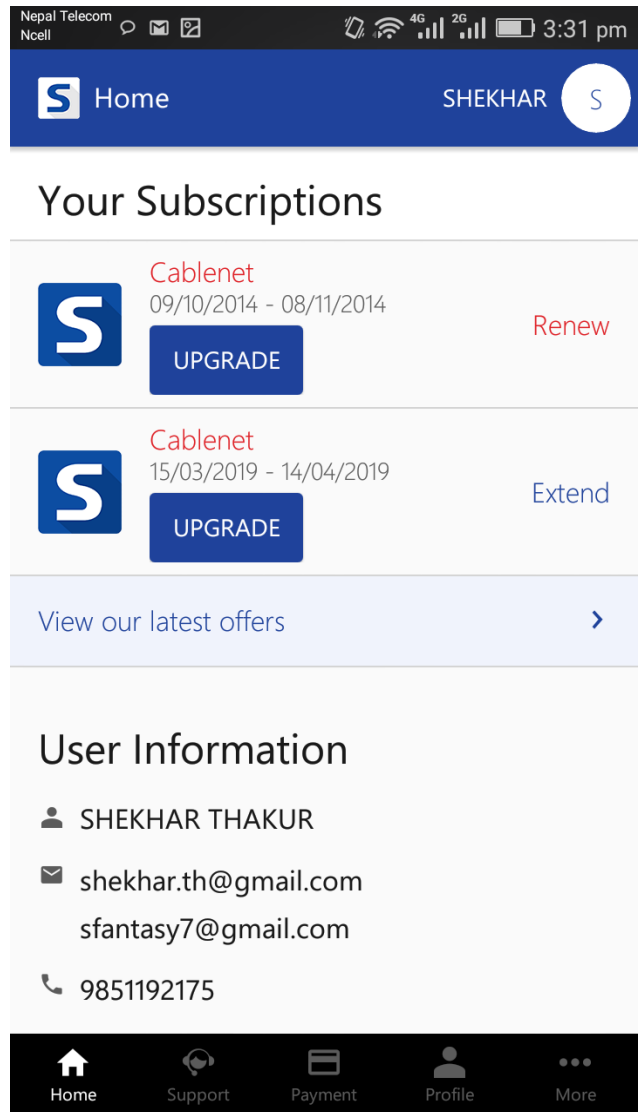 Nepal Telecom
Ncell
4G 2G 3:31 pm
S Home SHEKHAR S
Your Subscriptions
S
Cablenet
09/10/2014 - 08/11/2014
Renew
UPGRADE
S
Cablenet
15/03/2019 - 14/04/2019
Extend
UPGRADE
View our latest offers
User Information
SHEKHAR THAKUR
shekhar.th@gmail.com
sfantasy7@gmail.com
9851192175
Home Support Payment Profile More